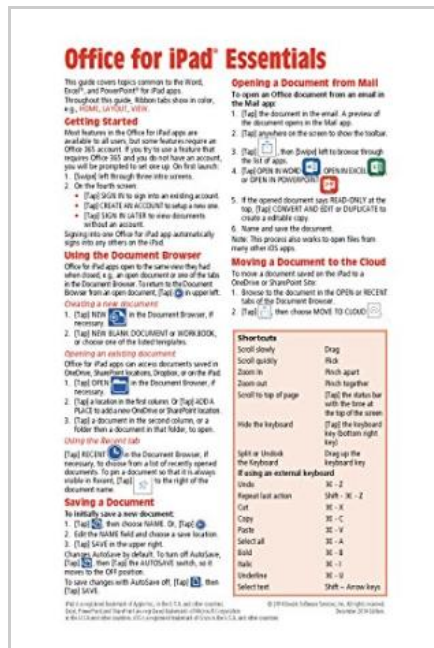 Office for iPad® Essentials
This guide covers topics common to the Word,
Excel®, and PowerPoint® for iPad apps.
Throughout this guide, Ribbon tabs show in color,
e.g., HOME, LAYOUT, VIEW.
Getting Started
Most features in the Office for iPad apps are
available to all users, but some features require an
Office 365 account. If you try to use a feature that
requires Office 365 and you do not have an account,
you will be prompted to set one up. On first launch:
1. [Swipe] left through three intro screens.
2. On the fourth screen:
• [Tap] SIGN IN to sign into an existing account.
• [Tap] CREATE AN ACCOUNT to setup a new one.
• [Tap] SIGN IN LATER to view documents
without an account.
Signing into one Office for iPad app automatically
signs into any others on the iPad.
Using the Document Browser
Office for iPad apps open to the same view they had
when closed, e.g., an open document or one of the tabs
in the Document Browser. To return to the Document
Browser from an open document, [Tap] in upper left.
Creating a new document
1. [Tap] NEW in the Document Browser, if
necessary.
2. [Tap] NEW BLANK DOCUMENT or WORKBOOK,
or choose one of the listed templates.
Opening an existing document
Office for iPad apps can access documents saved in
OneDrive, SharePoint locations, Dropbox, or on the iPad.
1. [Tap] OPEN in the Document Browser, if
necessary.
2. [Tap] a location in the first column. Or [Tap] ADD A
PLACE to add a new OneDrive or SharePoint location.
3. [Tap] a document in the second column, or a
folder then a document in that folder, to open.
Using the Recent tab
[Tap] RECENT in the Document Browser, if
necessary, to choose from a list of recently opened
documents. To pin a document so that it is always
visible in Recent, [Tap] to the right of the
document name.
Saving a Document
To initially save a new document:
1. [Tap] , then choose NAME. Or, [Tap]
2. Edit the NAME field and choose a save location.
3. [Tap] SAVE in the upper right.
Changes AutoSave by default. To turn off AutoSave,
[Tap] , then [Tap] the AUTOSAVE switch, so it
moves to the OFF position.
To save changes with AutoSave off, [Tap] , then
[Tap] SAVE.
Opening a Document from Mail
To open an Office document from an email in
the Mail app:
1. [Tap] the document in the email. A preview of
the document opens in the Mail app.
2. [Tap] anywhere on the screen to show the toolbar.
3. [Tap] , then [Swipe] left to browse through
the list of apps.
4. [Tap] OPEN IN WORD , OPEN IN EXCEL ,
or OPEN IN POWERPOINT
5. If the opened document says READ-ONLY at the
top, [Tap] CONVERT AND EDIT or DUPLICATE to
create a editable copy.
6. Name and save the document.
Note: This process also works to open files from
many other iOS apps.
Moving a Document to the Cloud
To move a document saved on the iPad to a
OneDrive or SharePoint Site:
1. Browse to the document in the OPEN or RECENT
tabs of the Document Browser.
2. [Tap] , then choose MOVE TO CLOUD
Shortcuts
Scroll slowly Drag
Scroll quickly Flick
Zoom in Pinch apart
Zoom out Pinch together
Scroll to top of page [Tap] the status bar
with the time at
the top of the screen
Hide the keyboard [Tap] the keyboard
key (bottom right
key)
Split or Undock Drag up the
the Keyboard keyboard key
If using an external keyboard
Undo ⌘ - Z
Repeat last action Shift - ⌘ - Z
Cut ⌘ - X
Copy ⌘ - C
Paste ⌘ - V
Select all ⌘ - A
Bold ⌘ - B
Italic ⌘ - I
Underline ⌘ - U
Select text Shift – Arrow keys